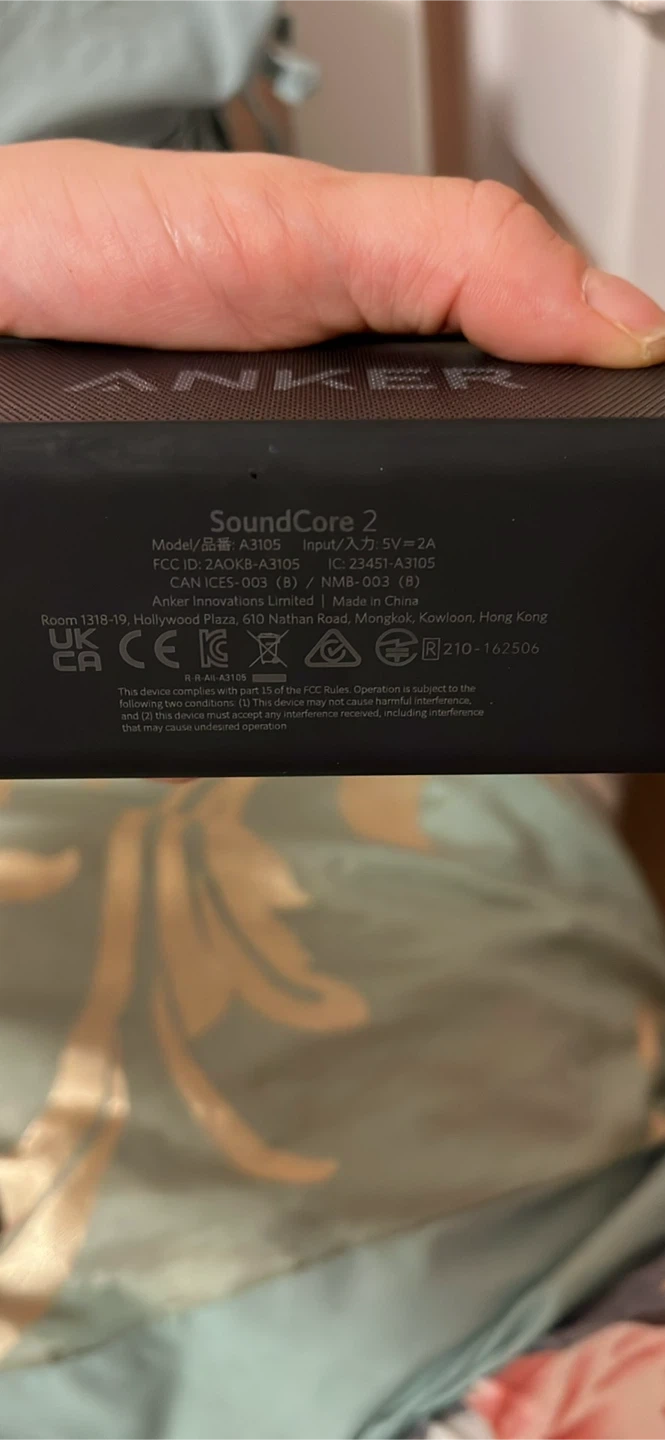 ANKER
SoundCore 2
Model/品番: A3105 Input/入力: 5V⎓2A
FCC ID: 2AOKB-A3105 IC: 23451-A3105
CAN ICES-003 (B) / NMB-003 (B)
Anker Innovations Limited | Made in China
Room 1318-19, Hollywood Plaza, 610 Nathan Road, Mongkok, Kowloon, Hong Kong
UK CA CE R 210-162506
R-R-AII-A3105
This device complies with part 15 of the FCC Rules. Operation is subject to the
following two conditions: (1) This device may not cause harmful interference,
and (2) this device must accept any interference received, including interference
that may cause undesired operation